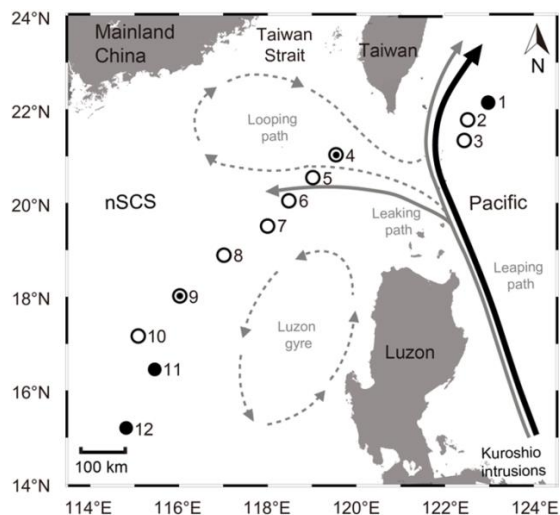 24°N
22°N
20°N
18°N
16°N
14°N
114°E 116°E 118°E 120°E 122°E 124°E
Mainland
China
Taiwan
Strait
Taiwan
N
Looping
path
nSCS
Pacific
Leaking
path
Leaping
path
Luzon
gyre
Luzon
Kuroshio
intrusions
1
2
3
4
5
6
7
8
9
10
11
12
100 km